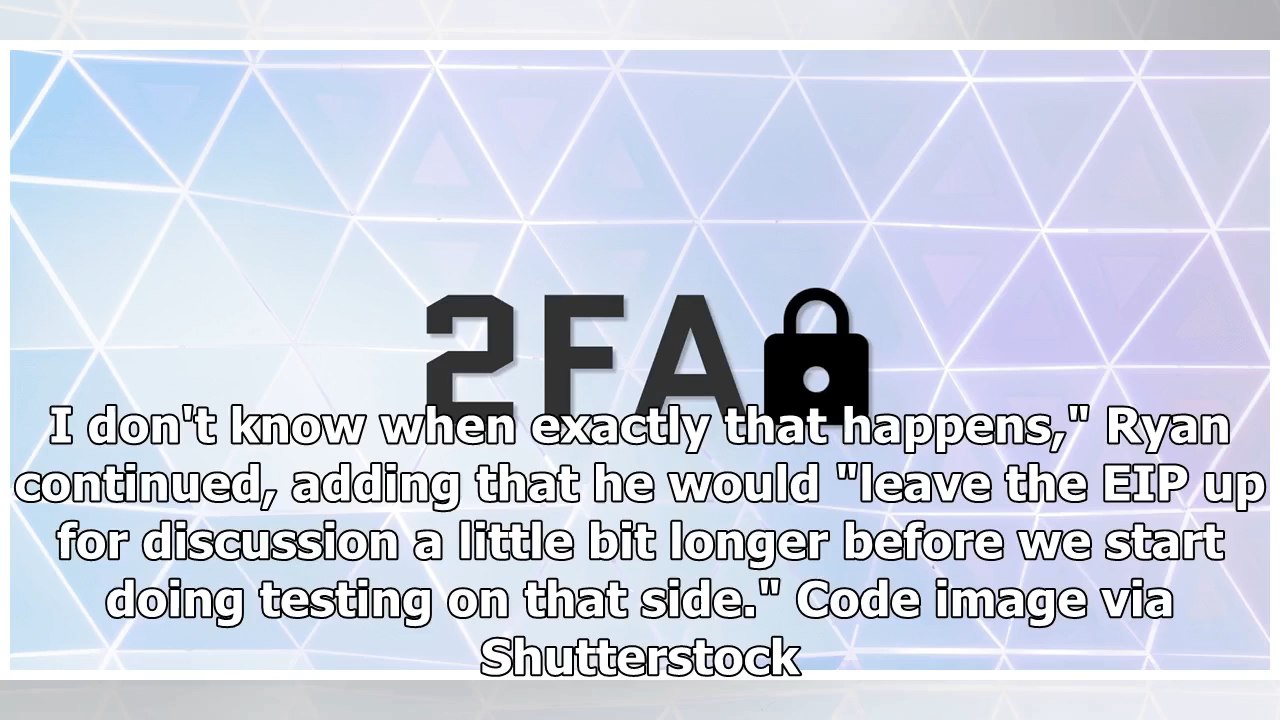 2FA
I don't know when exactly that happens," Ryan
continued, adding that he would "leave the EIP up
for discussion a little bit longer before we start
doing testing on that side." Code image via
Shutterstock